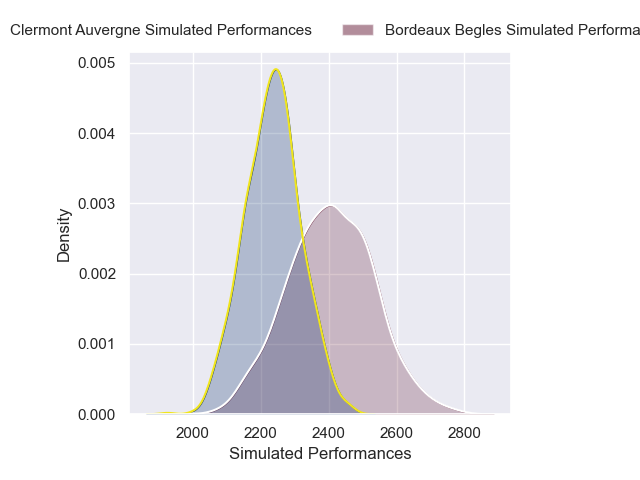 Clermont Auvergne Simulated Performances Bordeaux Begles Simulated Performa
0.005
0.004
0.003
0.002
0.001
0.000
Density
2000 2200 2400 2600 2800
Simulated Performances